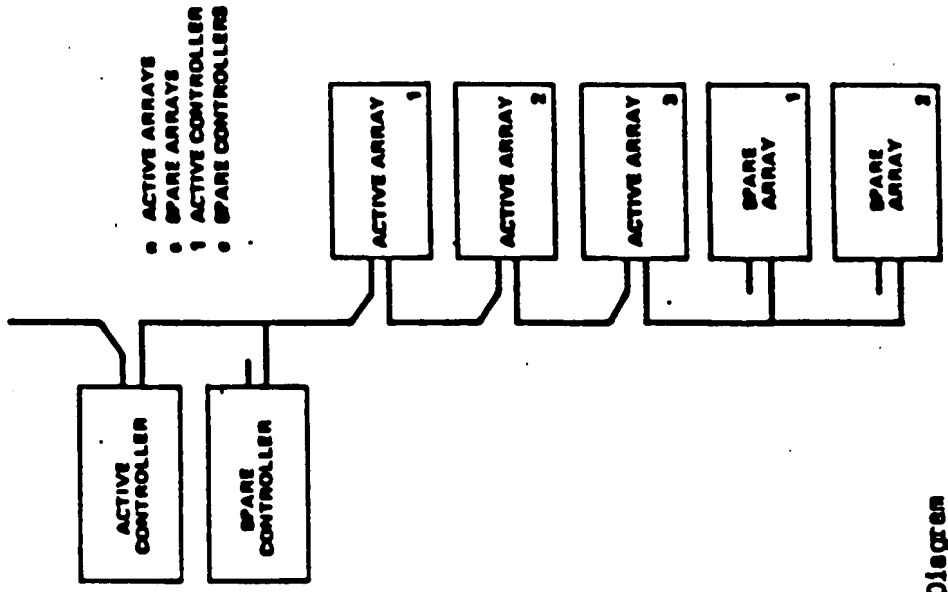 ACTIVE
CONTROLLER
ACTIVE ARRAYS
SPARE ARRAYS
1 ACTIVE CONTROLLER
SPARE CONTROLLERS
SPARE
CONTROLLER
ACTIVE ARRAY
1
ACTIVE ARRAY
2
ACTIVE ARRAY
3
SPARE
ARRAY
1
SPARE
ARRAY
2
Diagram